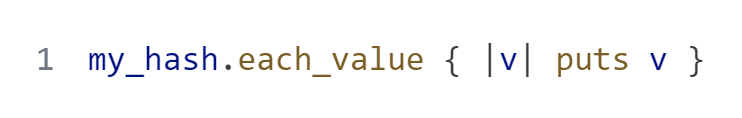 1 my_hash.each_value { |v| puts v }